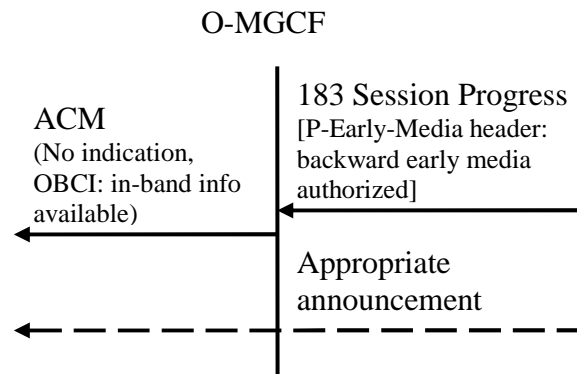 O-MGCF
183 Session Progress
[P-Early-Media header:
backward early media
authorized]
ACM
(No indication,
OBCI: in-band info
available)
Appropriate
announcement